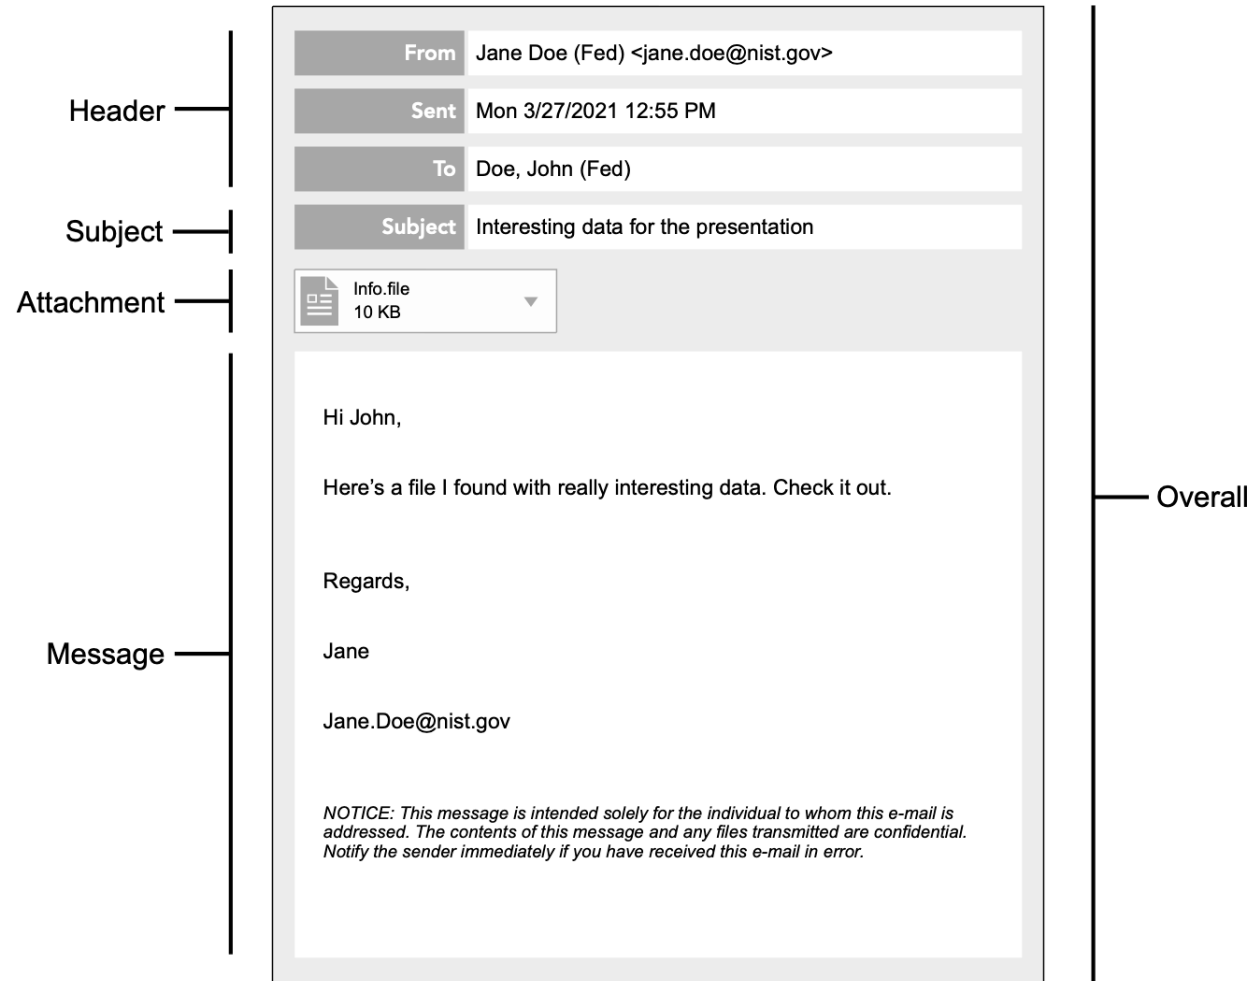 Header
From Jane Doe (Fed) <jane.doe@nist.gov>
Sent Mon 3/27/2021 12:55 PM
To Doe, John (Fed)
Subject
Subject Interesting data for the presentation
Attachment
Info.file
10 KB
Message
Hi John,
Here’s a file I found with really interesting data. Check it out.
Regards,
Jane
Jane.Doe@nist.gov
NOTICE: This message is intended solely for the individual to whom this e-mail is
addressed. The contents of this message and any files transmitted are confidential.
Notify the sender immediately if you have received this e-mail in error.
Overall